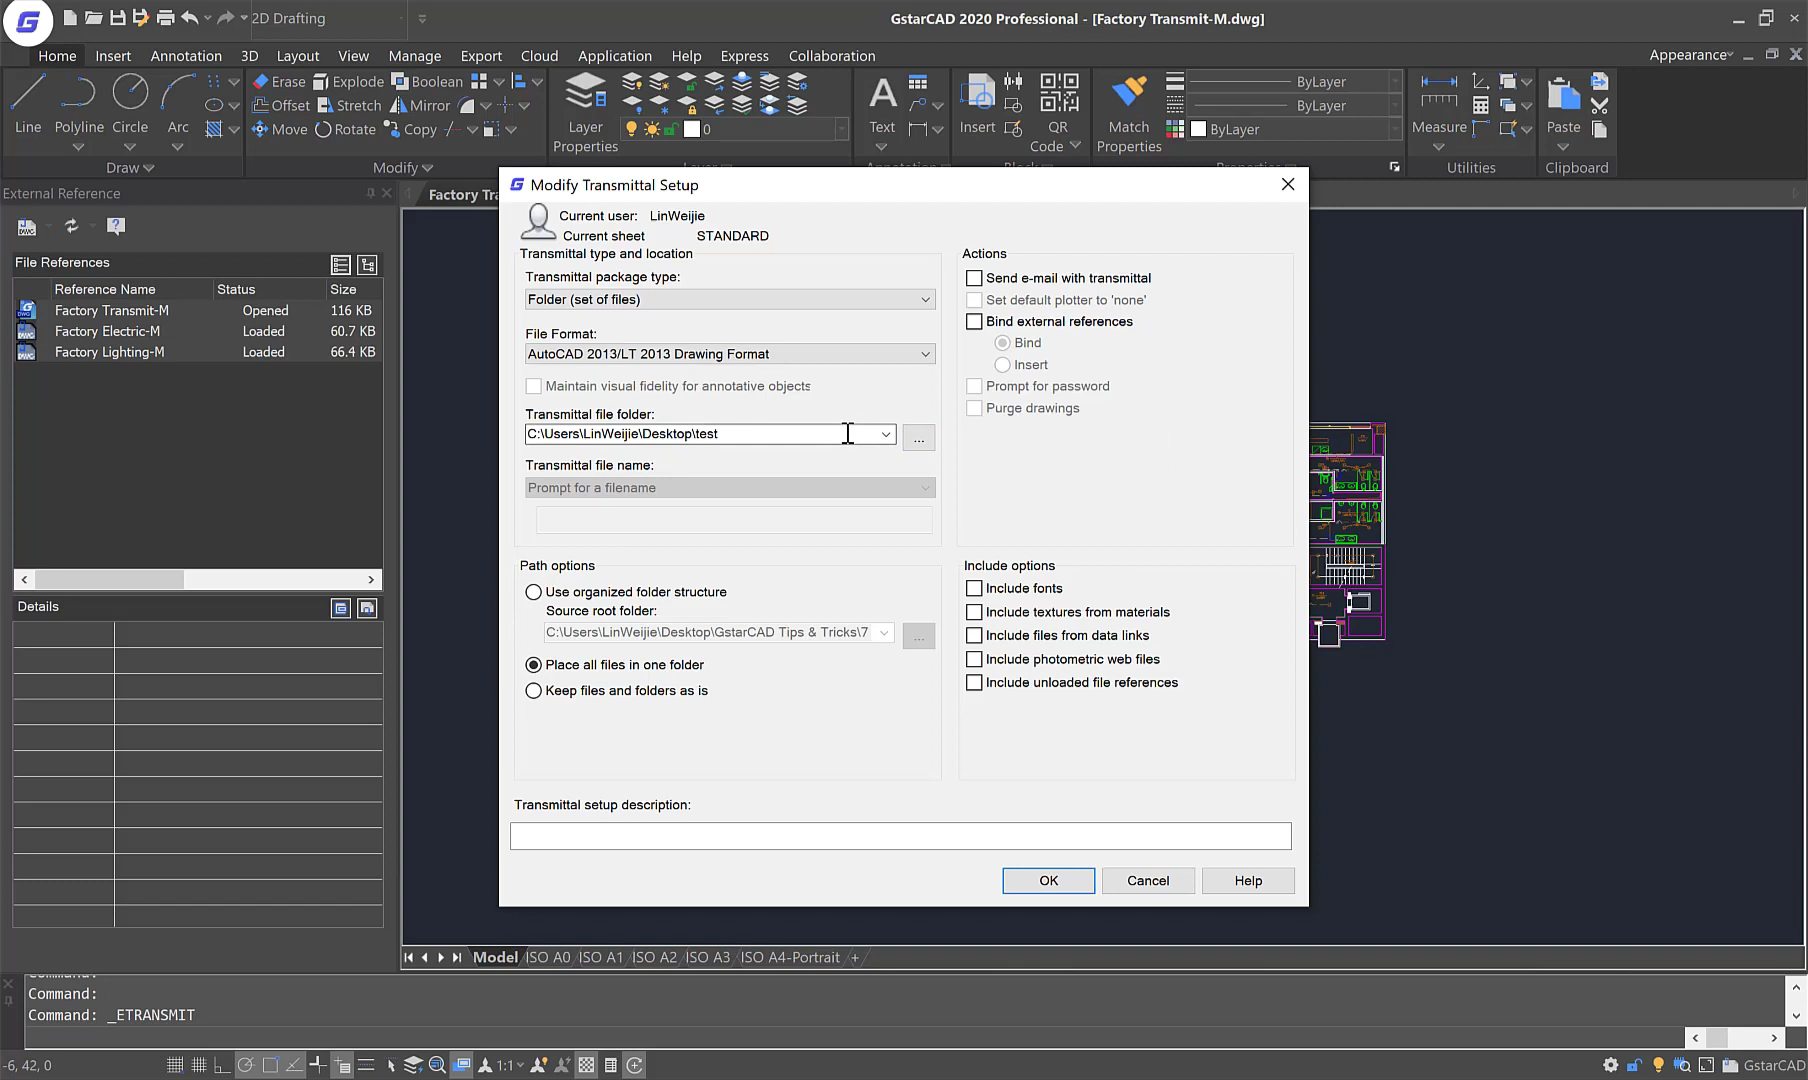 2D Drafting
GstarCAD 2020 Professional - [Factory Transmit-M.dwg]
Home Insert Annotation 3D Layout View Manage Export Cloud Application Help Express Collaboration Appearance
Line Polyline Circle Arc
Erase Explode Boolean
Offset Stretch Mirror
Move Rotate Copy
Layer Properties
0
Text
Insert
QR Code
Match Properties
ByLayer
ByLayer
ByLayer
Measure
Paste
Draw Modify Utilities Clipboard
External Reference
File References
Reference Name Status Size
Factory Transmit-M Opened 116 KB
Factory Electric-M Loaded 60.7 KB
Factory Lighting-M Loaded 66.4 KB
Details
Factory Tra
Modify Transmittal Setup
Current user: LinWeijie
Current sheet STANDARD
Transmittal type and location
Transmittal package type:
Folder (set of files)
File Format:
AutoCAD 2013/LT 2013 Drawing Format
Maintain visual fidelity for annotative objects
Transmittal file folder:
C:\Users\LinWeijie\Desktop\test
...
Transmittal file name:
Prompt for a filename
Actions
Send e-mail with transmittal
Set default plotter to 'none'
Bind external references
Bind
Insert
Prompt for password
Purge drawings
Path options
Use organized folder structure
Source root folder:
C:\Users\LinWeijie\Desktop\GstarCAD Tips & Tricks\7
...
Place all files in one folder
Keep files and folders as is
Include options
Include fonts
Include textures from materials
Include files from data links
Include photometric web files
Include unloaded file references
Transmittal setup description:
OK Cancel Help
Model ISO A0 ISO A1 ISO A2 ISO A3 ISO A4-Portrait +
Command:
Command: _ETRANSMIT
-6, 42, 0
1:1
GstarCAD